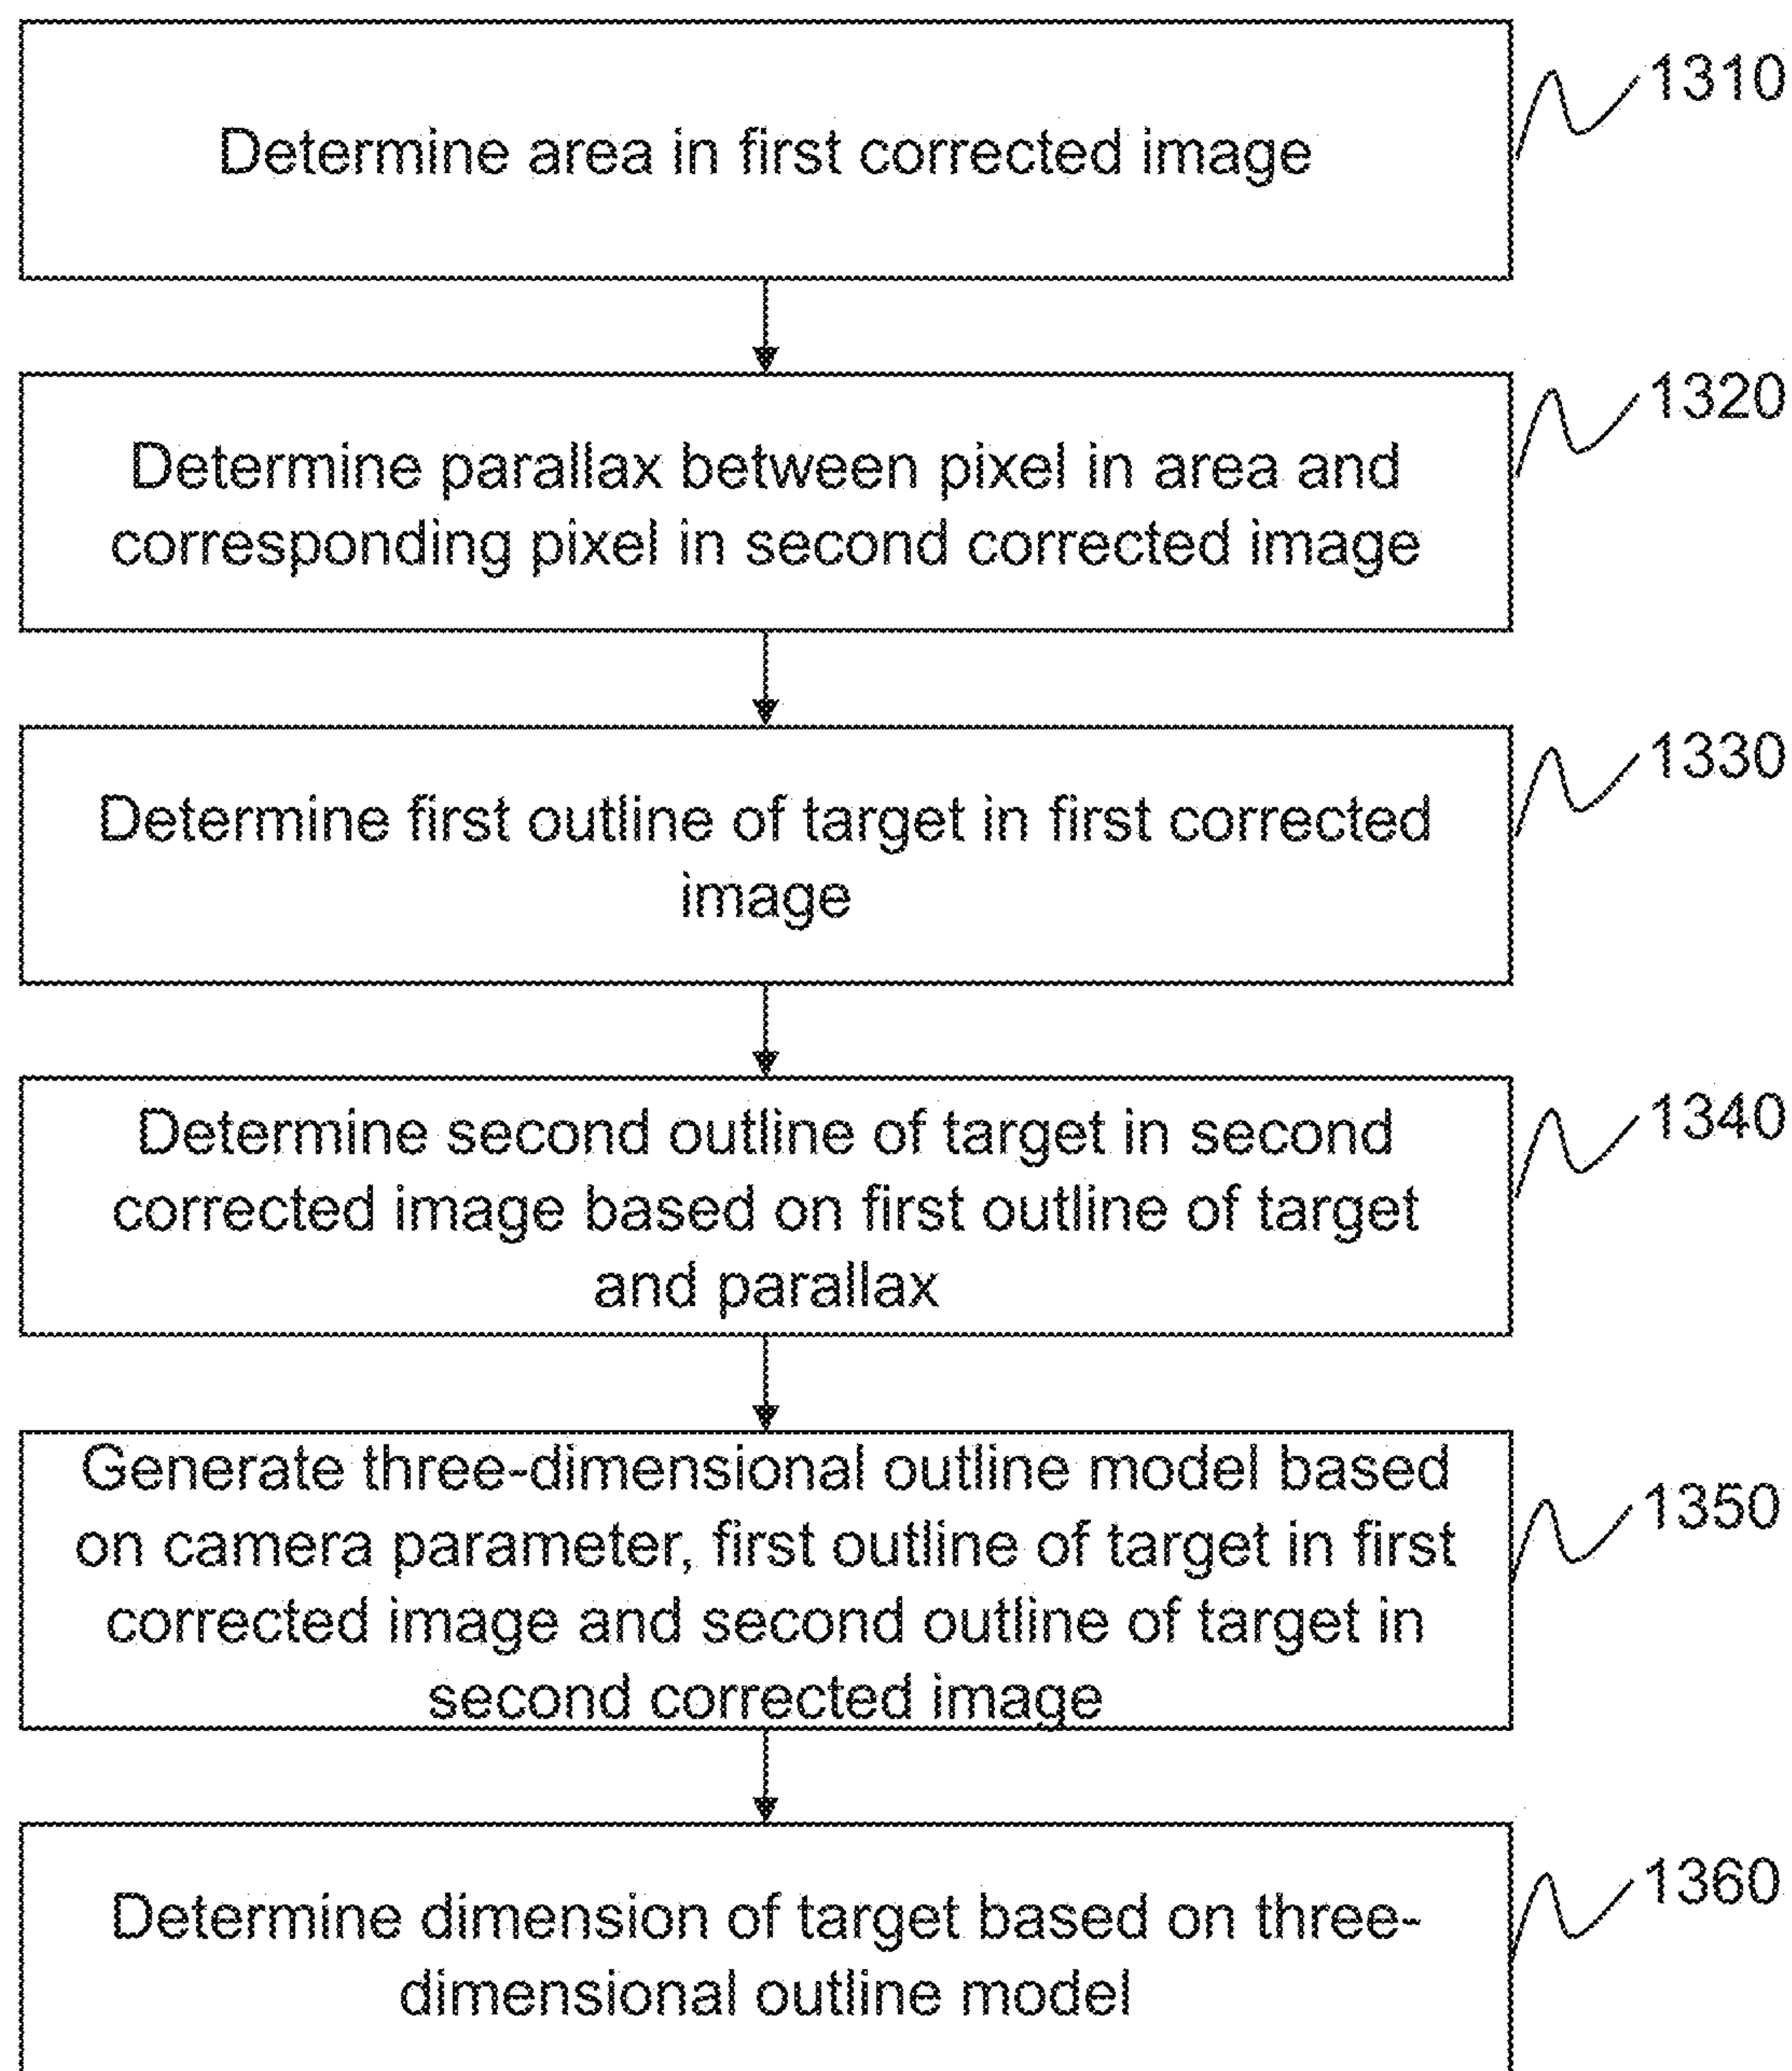 Determine area in first corrected image
1310
Determine parallax between pixel in area and
corresponding pixel in second corrected image
1320
Determine first outline of target in first corrected
image
1330
Determine second outline of target in second
corrected image based on first outline of target
and parallax
1340
Generate three-dimensional outline model based
on camera parameter, first outline of target in first
corrected image and second outline of target in
second corrected image
1350
Determine dimension of target based on three-
dimensional outline model
1360